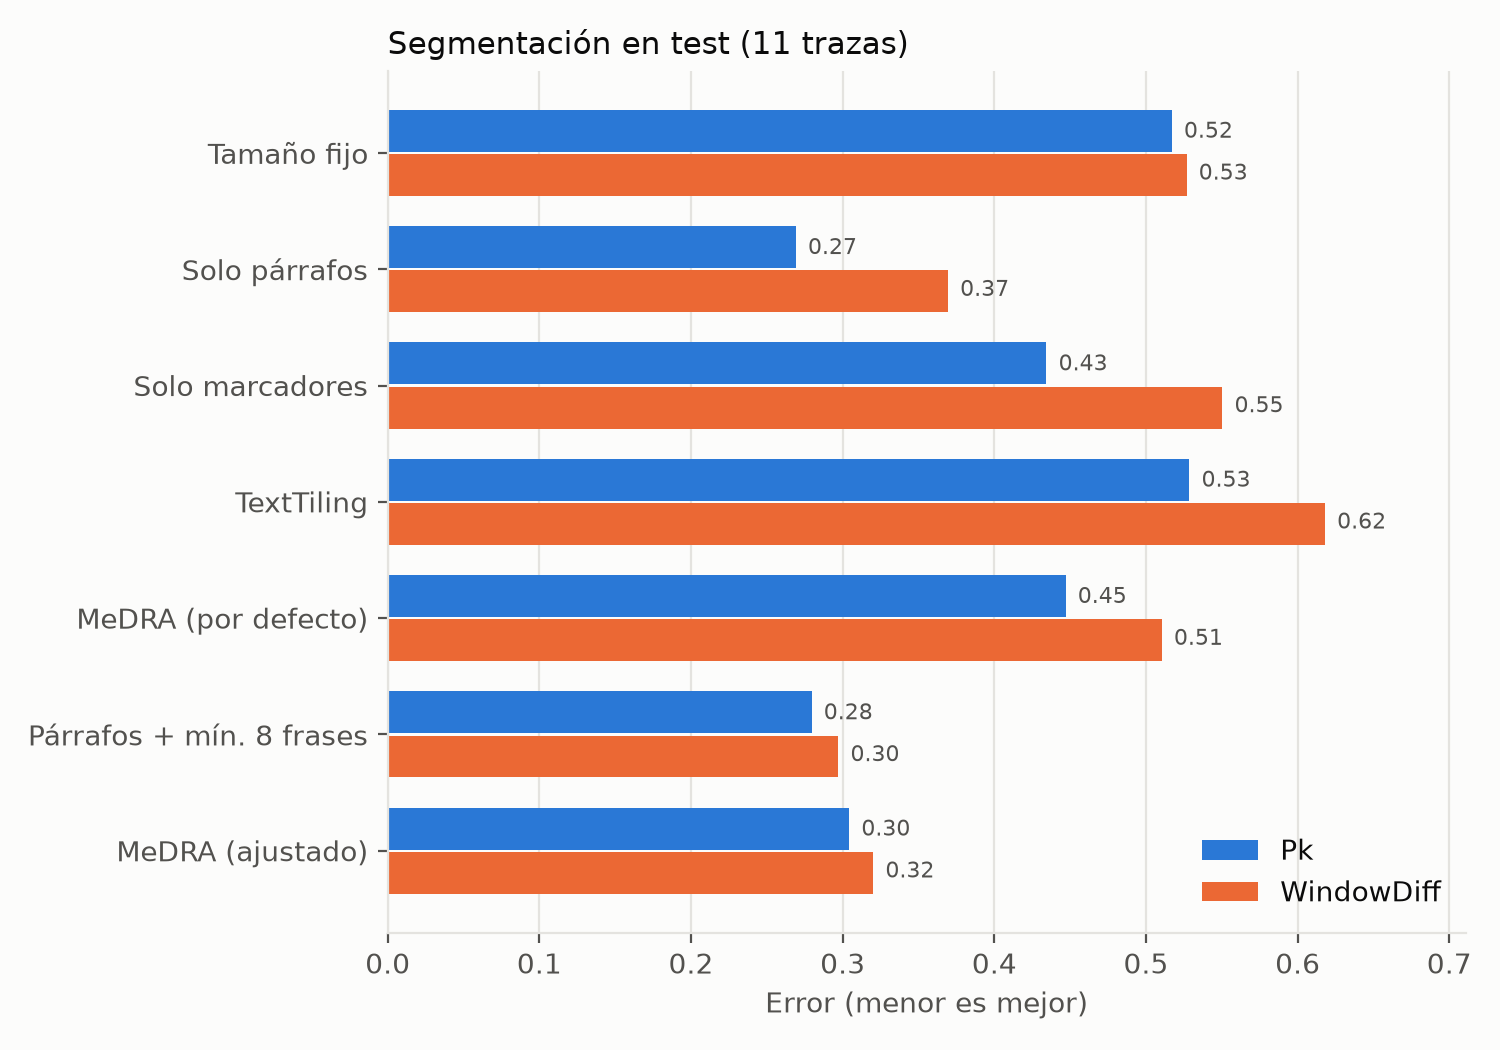 Segmentación en test (11 trazas)
Tamaño fijo
0.52
0.53
Solo párrafos
0.27
0.37
Solo marcadores
0.43
0.55
TextTiling
0.53
0.62
MeDRA (por defecto)
0.45
0.51
Párrafos + mín. 8 frases
0.28
0.30
MeDRA (ajustado)
0.30
0.32
Pk
WindowDiff
0.0 0.1 0.2 0.3 0.4 0.5 0.6 0.7
Error (menor es mejor)